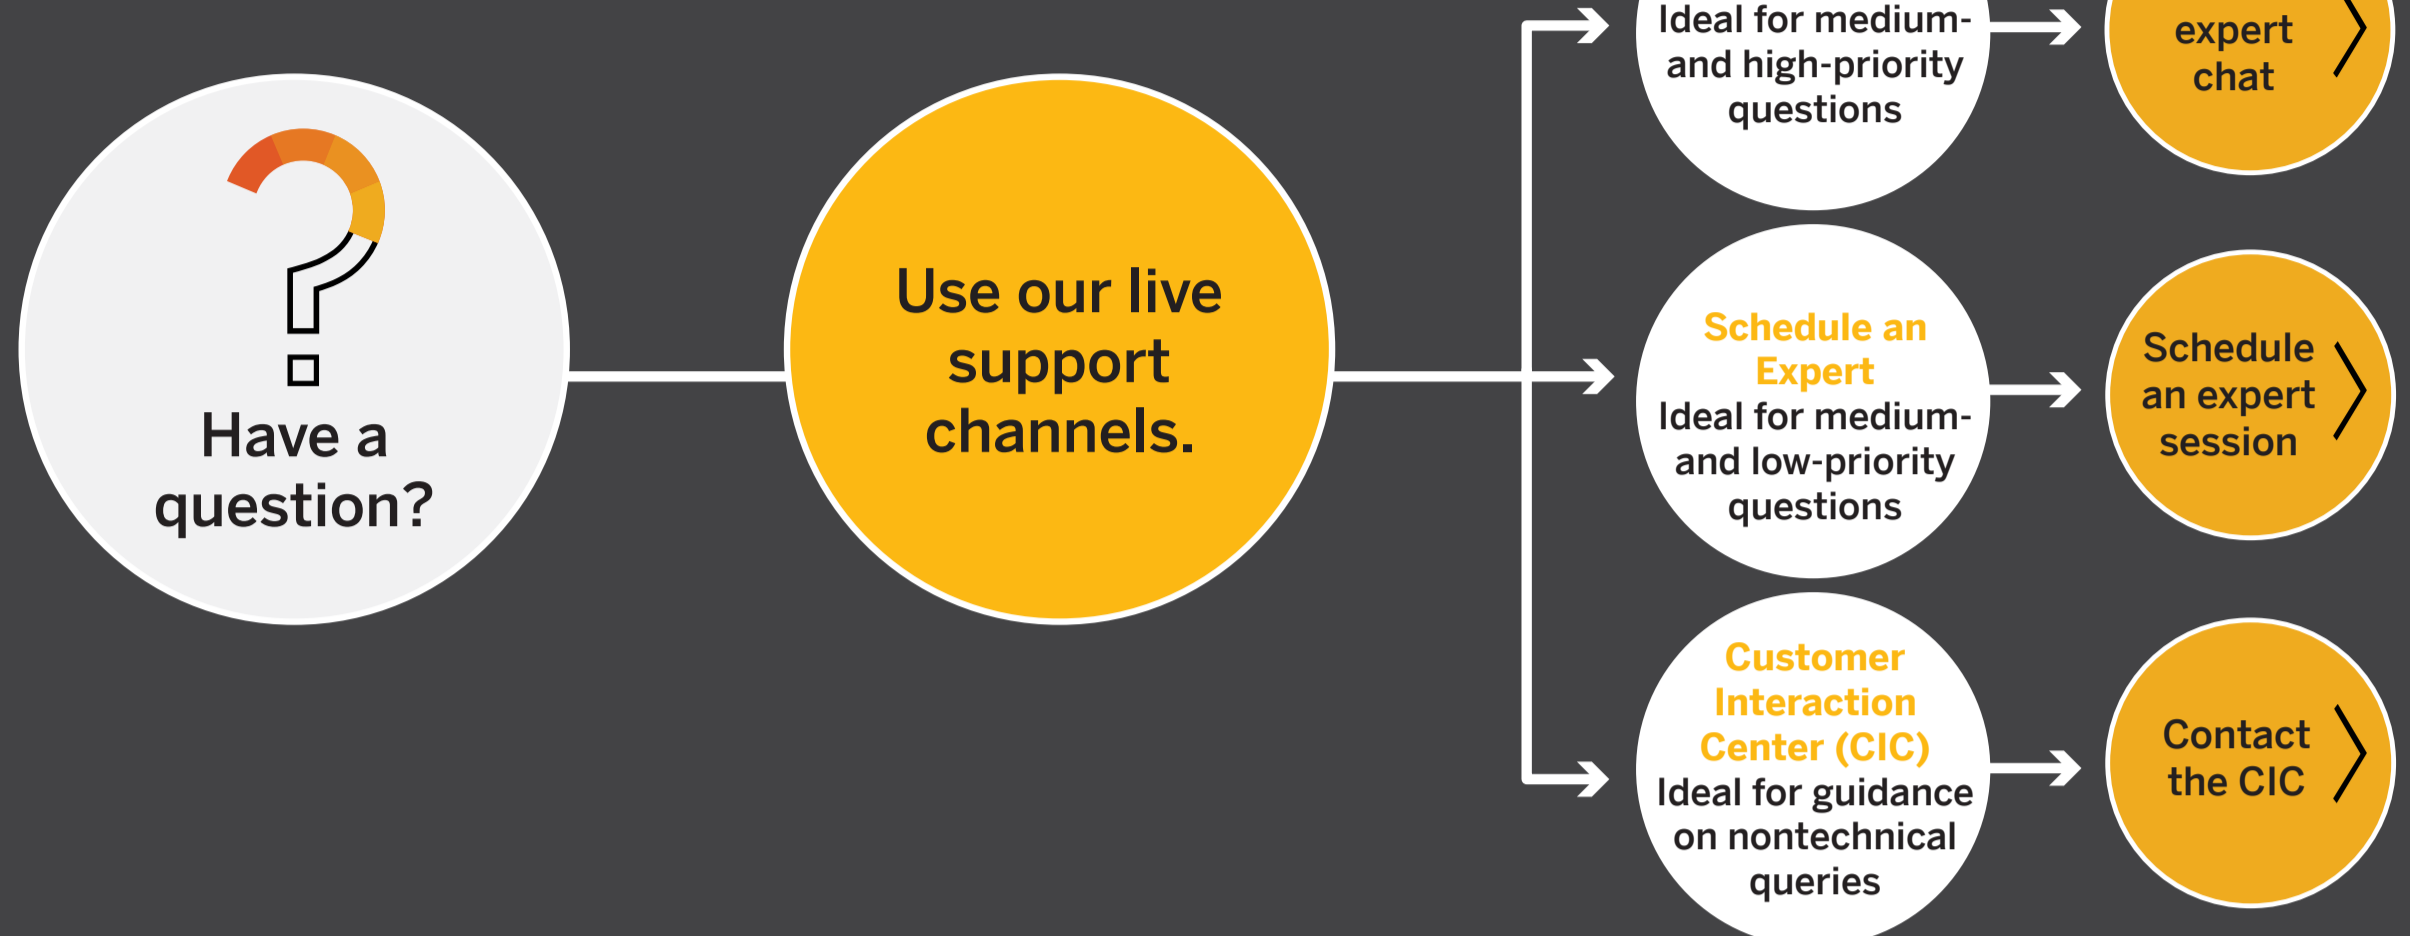 Have a
question?
Use our live
support
channels.
Ideal for medium-
and high-priority
questions
expert
chat
Schedule an
Expert
Ideal for medium-
and low-priority
questions
Schedule
an expert
session
Customer
Interaction
Center (CIC)
Ideal for guidance
on nontechnical
queries
Contact
the CIC